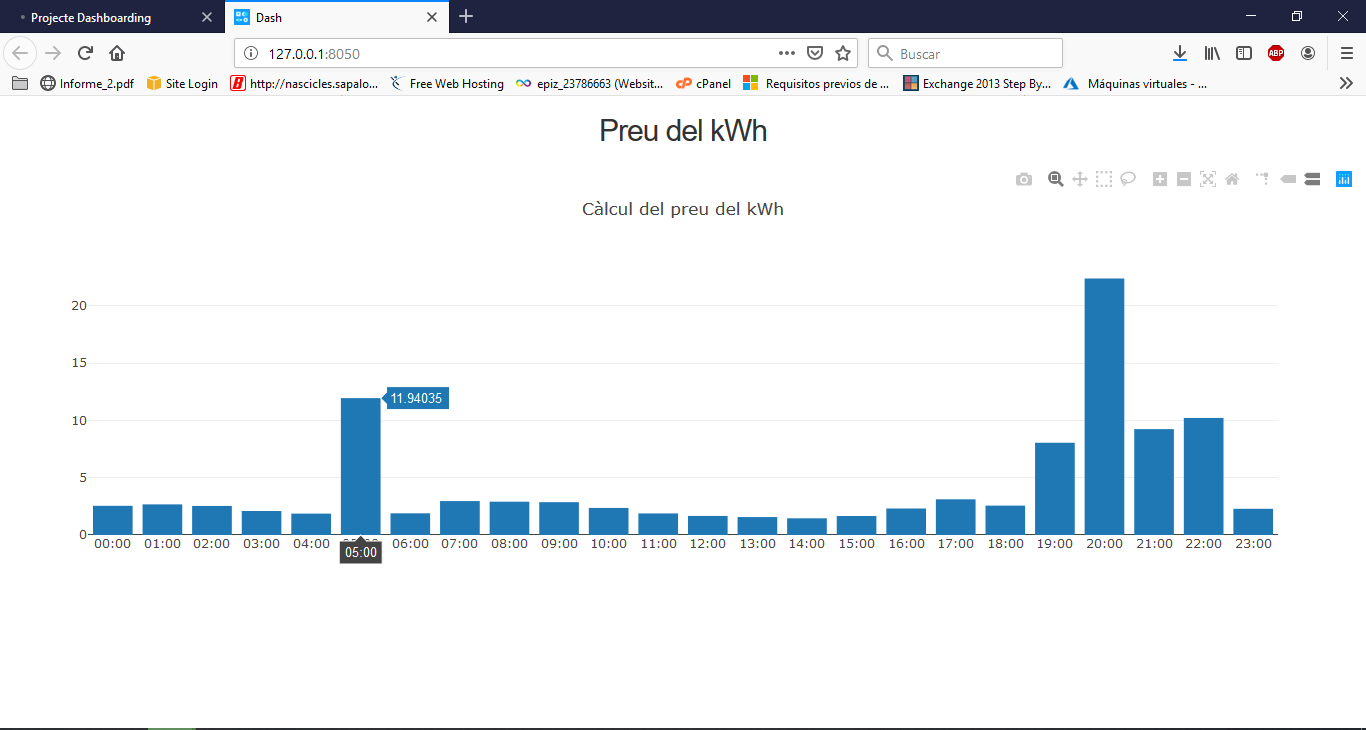 Projecte Dashboarding
Dash
127.0.0.1:8050
Buscar
ABP
Informe_2.pdf
Site Login
http://nascicles.sapalo...
Free Web Hosting
epiz_23786663 (Websit...
cPanel
Requisitos previos de ...
Exchange 2013 Step By...
Máquinas virtuales - ...
Preu del kWh
Càlcul del preu del kWh
20
15
11.94035
10
5
0
00:00 01:00 02:00 03:00 04:00 05:00 06:00 07:00 08:00 09:00 10:00 11:00 12:00 13:00 14:00 15:00 16:00 17:00 18:00 19:00 20:00 21:00 22:00 23:00